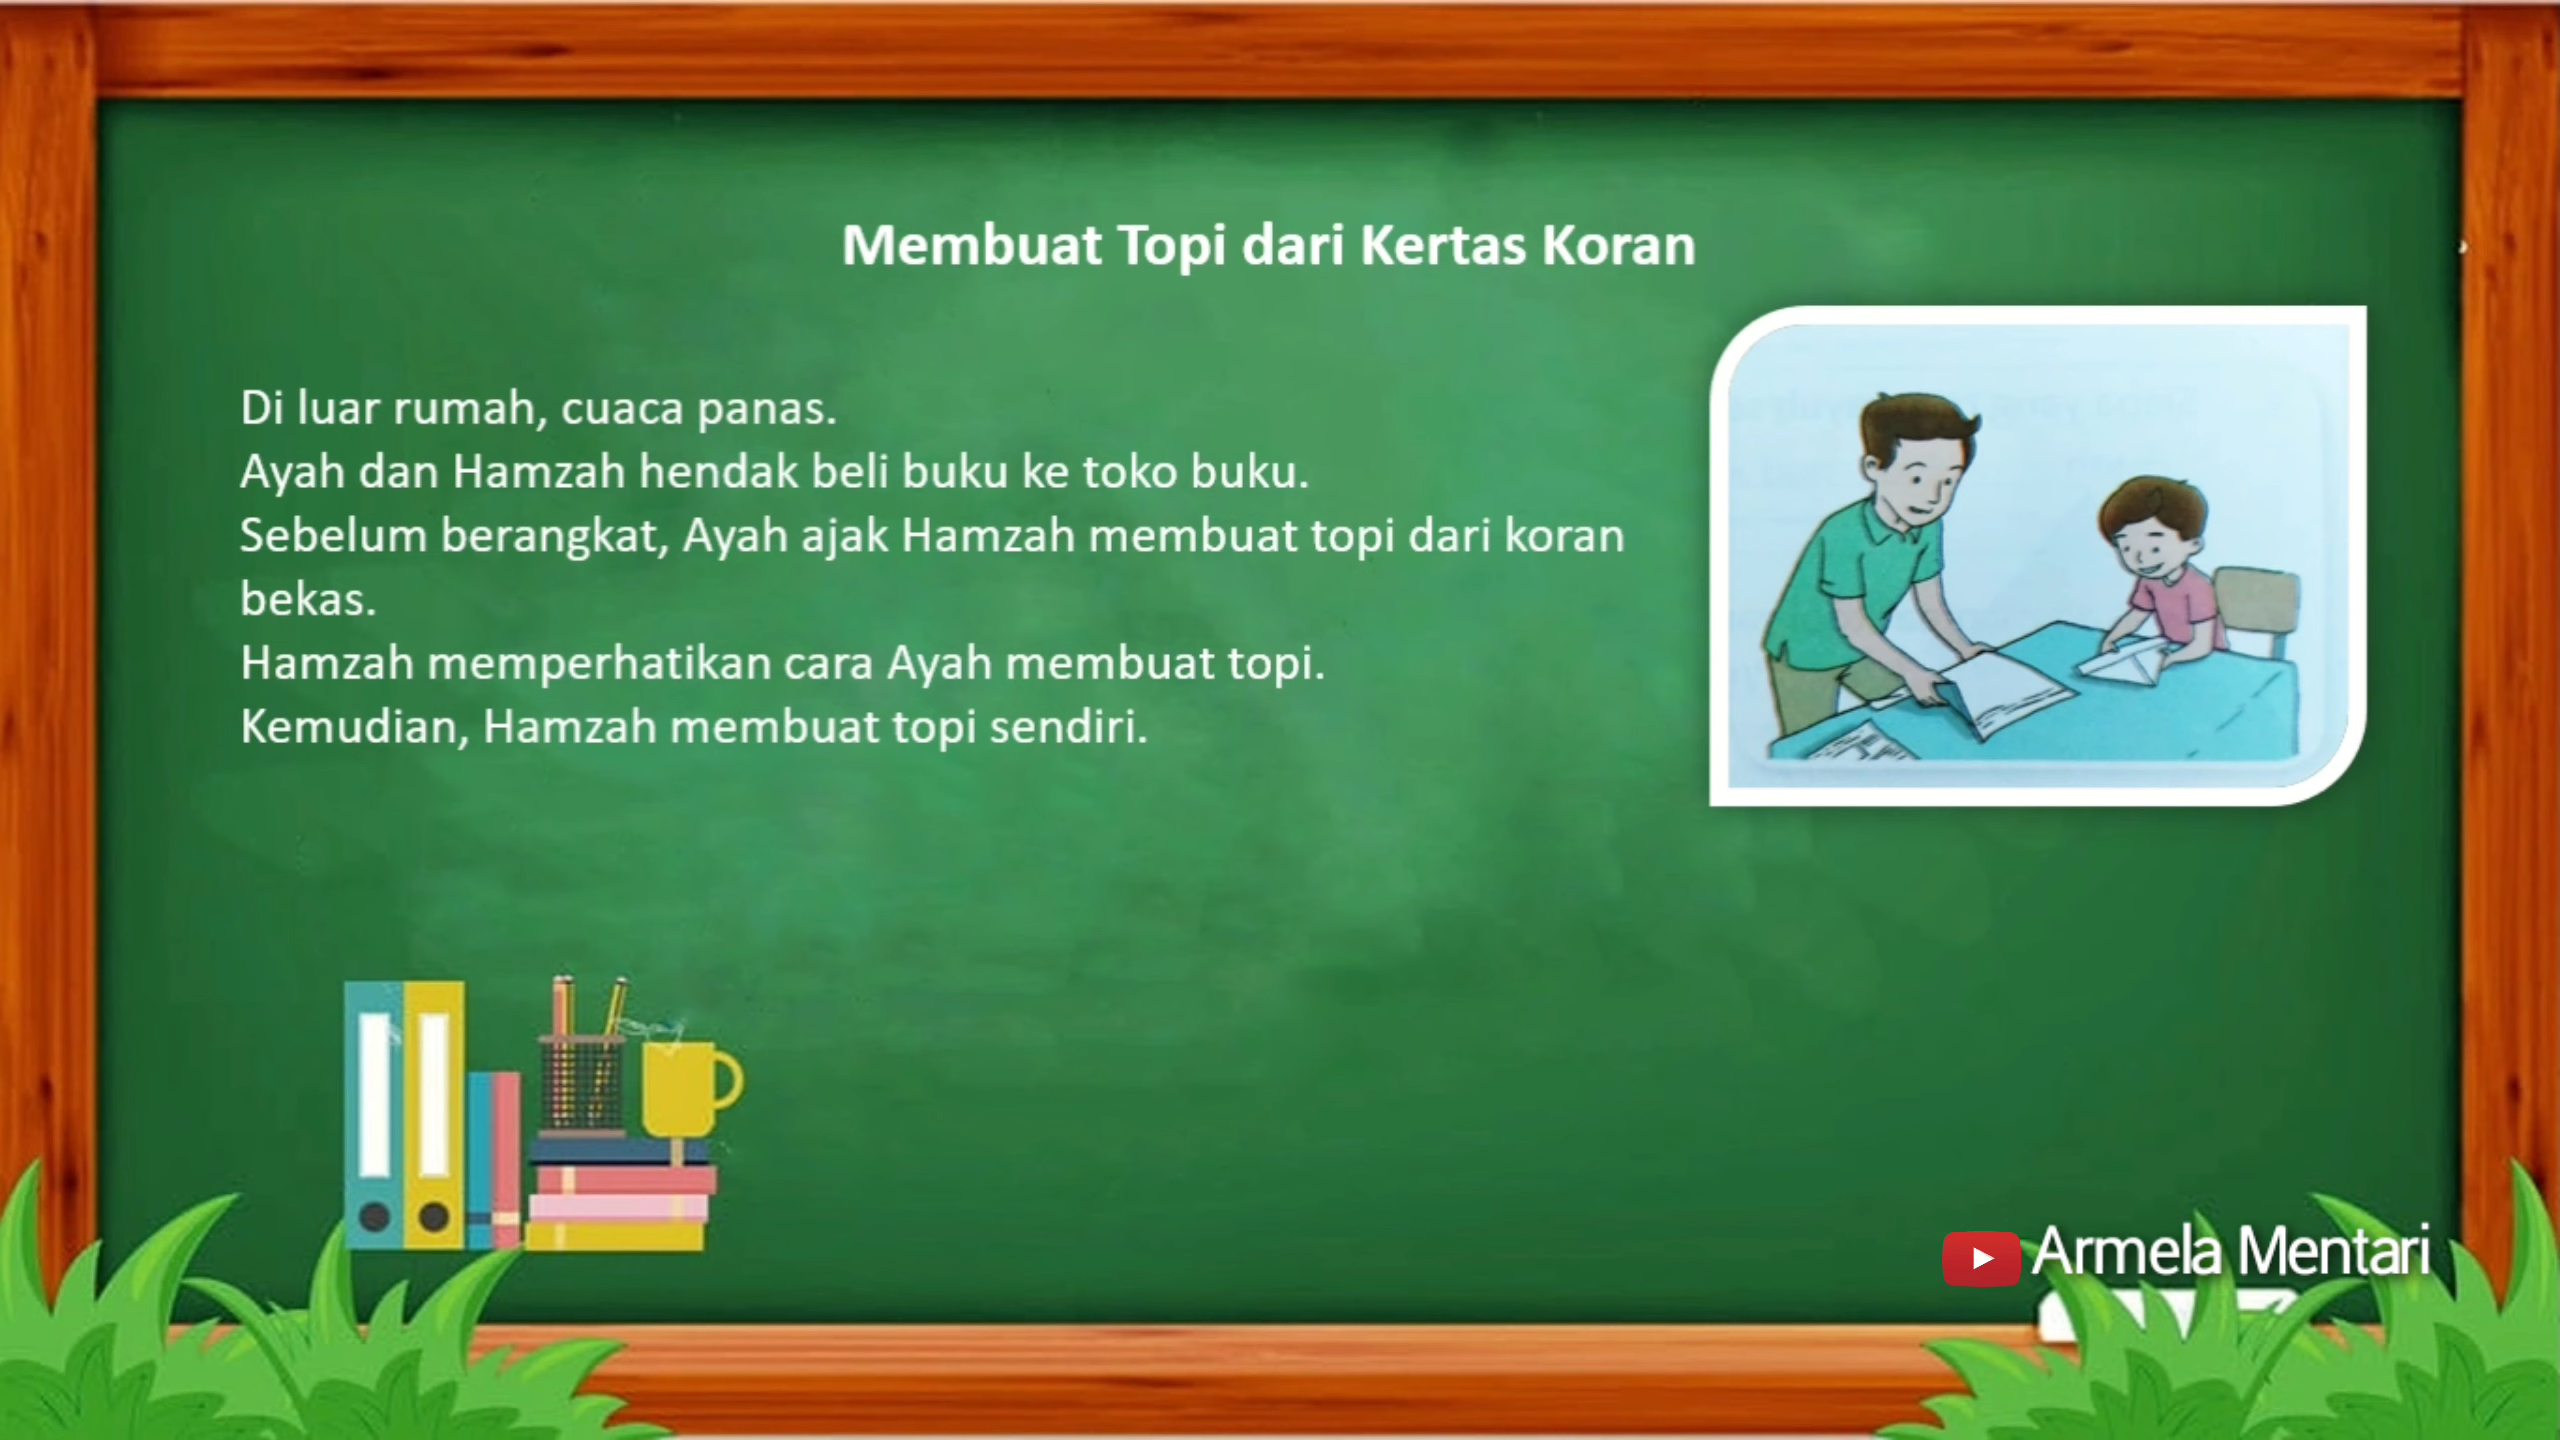 Membuat Topi dari Kertas Koran
Di luar rumah, cuaca panas.
Ayah dan Hamzah hendak beli buku ke toko buku.
Sebelum berangkat, Ayah ajak Hamzah membuat topi dari koran
bekas.
Hamzah memperhatikan cara Ayah membuat topi.
Kemudian, Hamzah membuat topi sendiri.
Armela Mentari